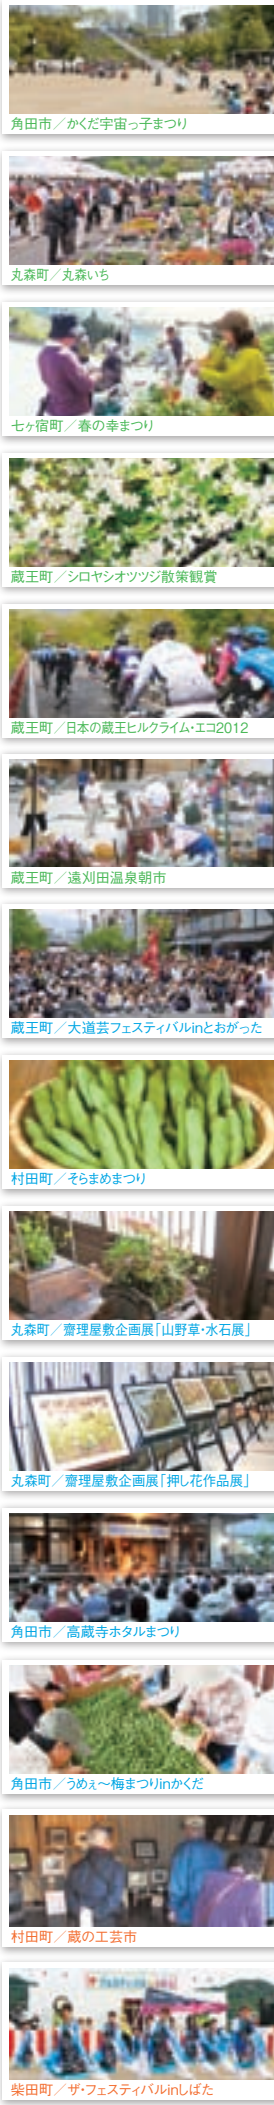 角田市／かくだ宇宙っ子まつり
丸森町／丸森いち
七ヶ宿町／春の幸まつり
蔵王町／シロヤシオツツジ散策観賞
蔵王町／日本の蔵王ヒルクライム・エコ2012
蔵王町／遠刈田温泉朝市
蔵王町／大道芸フェスティバルinとおがった
村田町／そらまめまつり
丸森町／齋理屋敷企画展「山野草・水石展」
丸森町／齋理屋敷企画展「押し花作品展」
角田市／高蔵寺ホタルまつり
角田市／うめぇ〜梅まつりinかくだ
村田町／蔵の工芸市
柴田町／ザ・フェスティバルinしばた